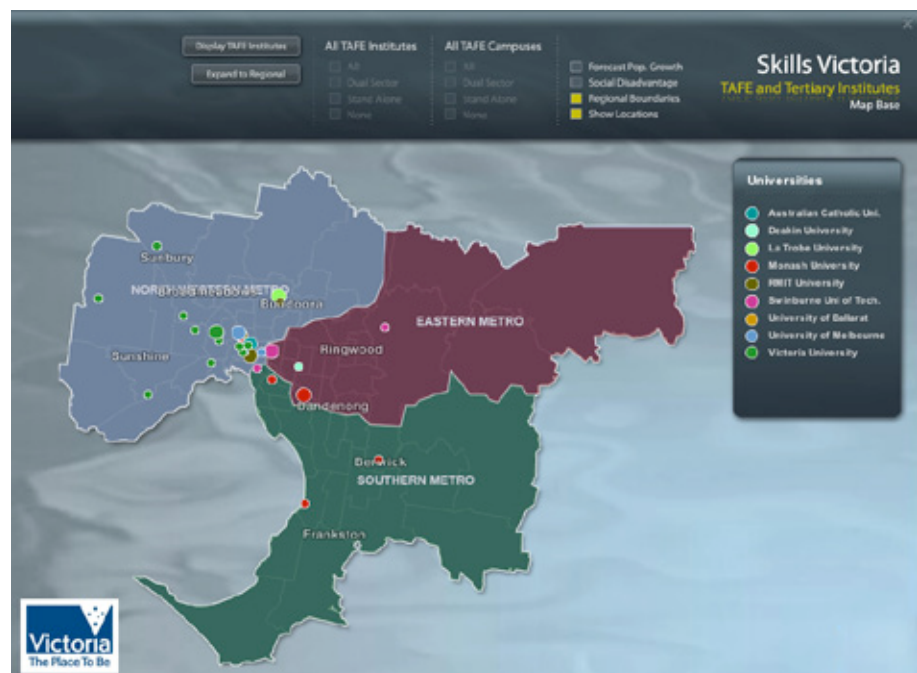 X
Display TAFE Institutes
Expand to Regional
All TAFE Institutes
All
Dual Sector
Stand Alone
None
All TAFE Campuses
All
Dual Sector
Stand Alone
None
Forecast Pop. Growth
Social Disadvantage
Regional Boundaries
Show Locations
Skills Victoria
TAFE and Tertiary Institutes
Map Base
Universities
Australian Catholic Uni.
Deakin University
La Trobe University
Monash University
RMIT University
Swinburne Uni of Tech.
University of Ballarat
University of Melbourne
Victoria University
Sunbury
NORTH WESTERN METRO
Broadmeadows
Bundoora
EASTERN METRO
Ringwood
Sunshine
Dandenong
Berwick
SOUTHERN METRO
Frankston
Victoria
The Place To Be